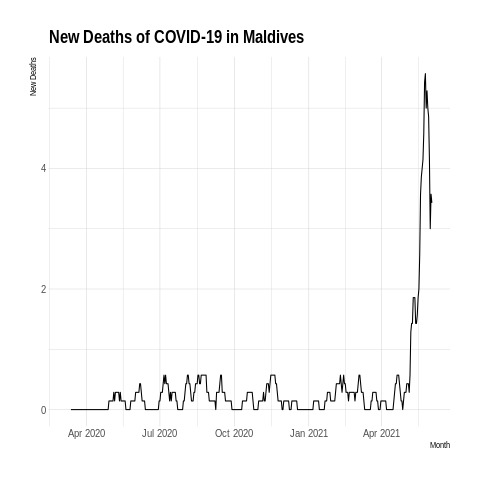 New Deaths of COVID-19 in Maldives
New Deaths
4
2
0
Apr 2020 Jul 2020 Oct 2020 Jan 2021 Apr 2021
Month